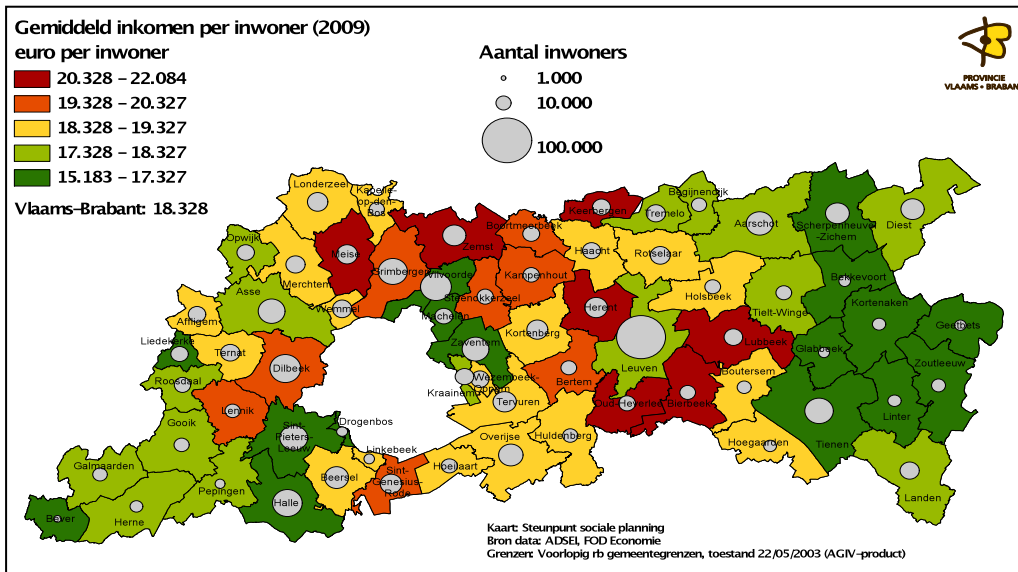 Gemiddeld inkomen per inwoner (2009)
euro per inwoner
20.328 - 22.084
19.328 - 20.327
18.328 - 19.327
17.328 - 18.327
15.183 - 17.327
Vlaams-Brabant: 18.328
Aantal inwoners
1.000
10.000
100.000
PROVINCIE
VLAAMS • BRABANT
Londerzeel
Kapelle-
op-den-
Bos
Keerbergen
Begijnendijk
Tremelo
Aarschot
Scherpenheuvel
-Zichem
Diest
Opwijk
Meise
Zemst
Boortmeerbeek
Haacht
Rotselaar
Merchtem
Grimbergen
Vilvoorde
Kampenhout
Bekkevoort
Asse
Steenokkerzeel
Holsbeek
Tielt-Winge
Kortenaken
Affligem
Wemmel
Machelen
Herent
Geetbets
Liedekerke
Ternat
Kortenberg
Lubbeek
Glabbeek
Zaventem
Leuven
Zoutleeuw
Dilbeek
Boutersem
Roosdaal
Kraainem
Wezembeek-
Oppem
Bertem
Lennik
Tervuren
Oud-Heverlee
Bierbeek
Linter
Gooik
Sint-
Pieters-
Leeuw
Drogenbos
Overijse
Huldenberg
Hoegaarden
Tienen
Linkebeek
Galmaarden
Beersel
Sint-
Genesius-
Rode
Hoeilaart
Pepingen
Landen
Halle
Herne
Bever
Kaart: Steunpunt sociale planning
Bron data: ADSEI, FOD Economie
Grenzen: Voorlopig rb gemeentegrenzen, toestand 22/05/2003 (AGIV-product)